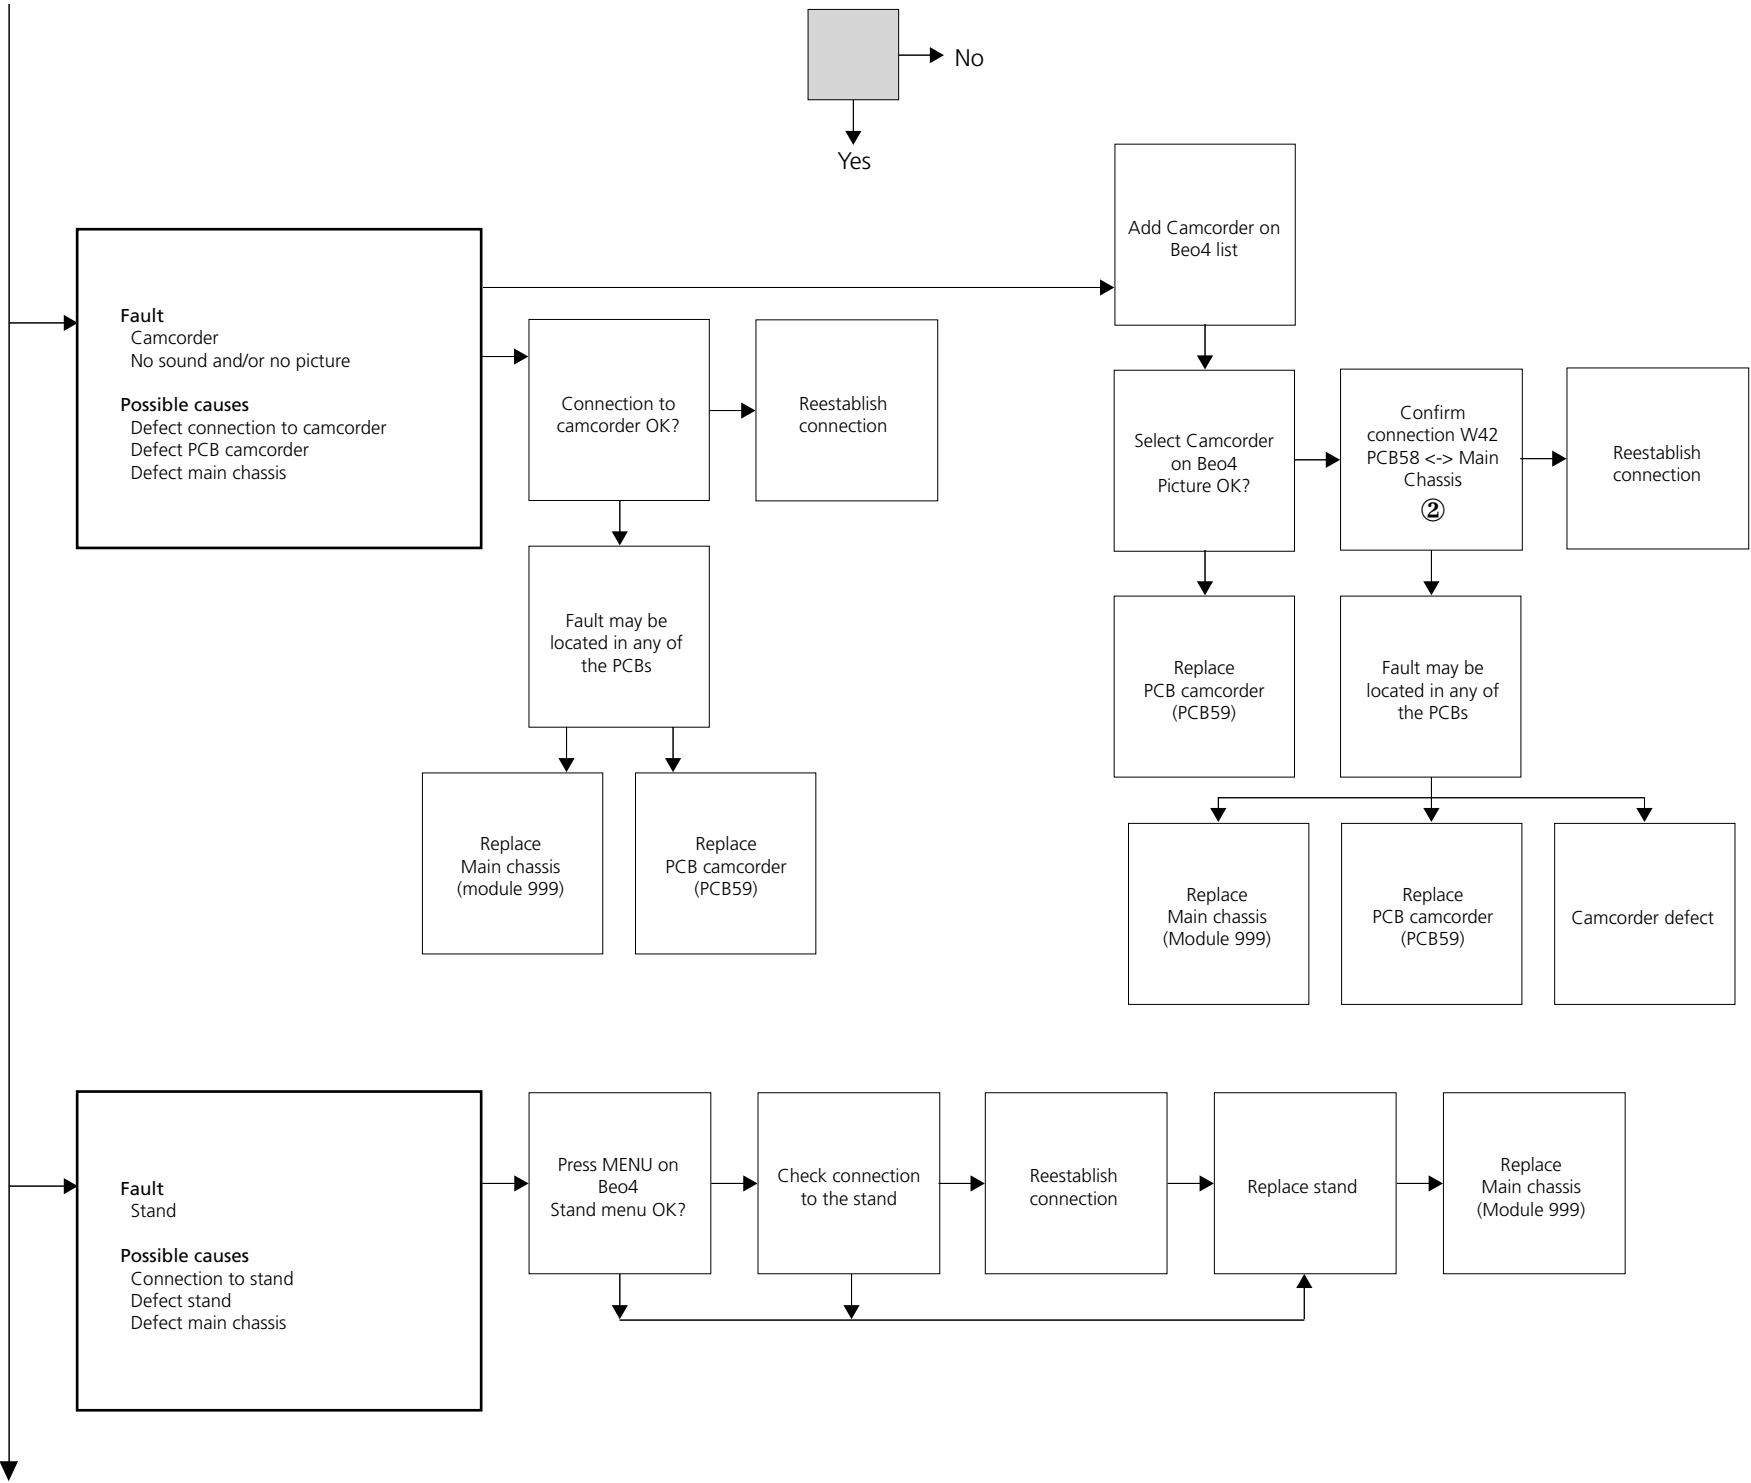 No
Yes
Add Camcorder on
Beo4 list
Fault
Camcorder
No sound and/or no picture
Possible causes
Defect connection to camcorder
Defect PCB camcorder
Defect main chassis
Connection to
camcorder OK?
Reestablish
connection
Select Camcorder
on Beo4
Picture OK?
Confirm
connection W42
PCB58 <-> Main
Chassis
②
Reestablish
connection
Fault may be
located in any of
the PCBs
Replace
PCB camcorder
(PCB59)
Fault may be
located in any of
the PCBs
Replace
Main chassis
(module 999)
Replace
PCB camcorder
(PCB59)
Replace
Main chassis
(Module 999)
Replace
PCB camcorder
(PCB59)
Camcorder defect
Fault
Stand
Possible causes
Connection to stand
Defect stand
Defect main chassis
Press MENU on
Beo4
Stand menu OK?
Check connection
to the stand
Reestablish
connection
Replace stand
Replace
Main chassis
(Module 999)